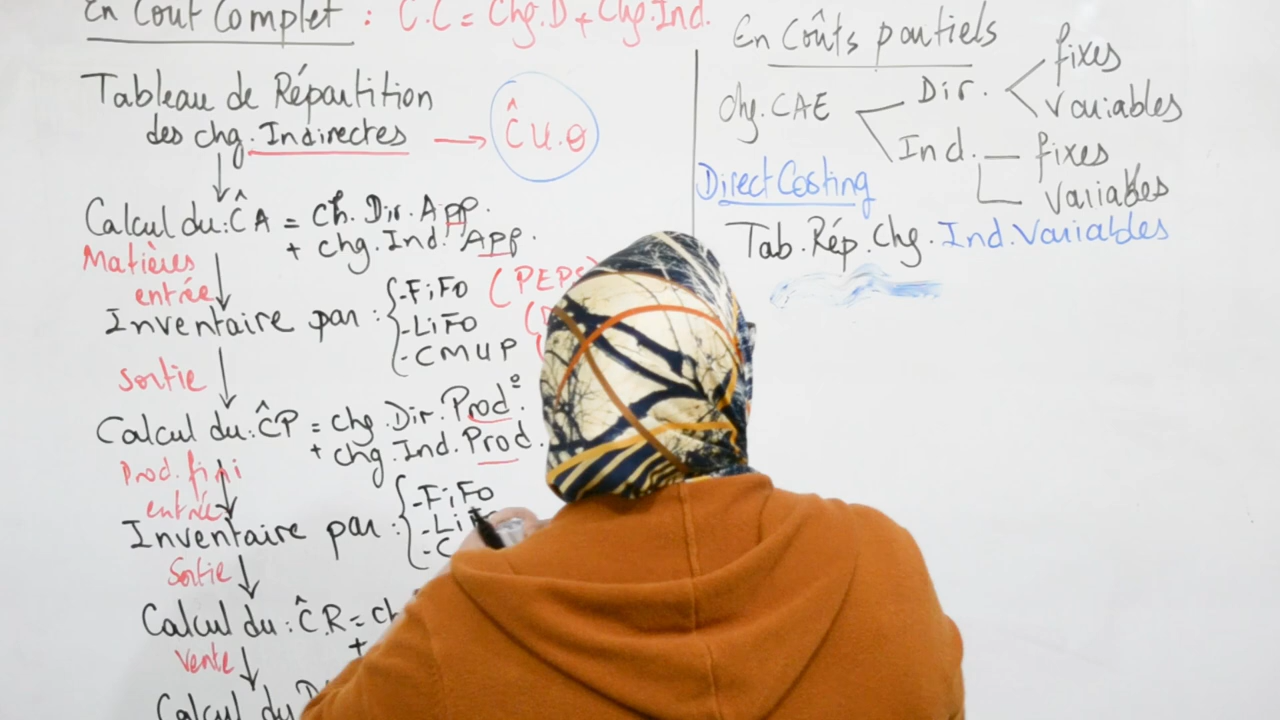 En Coût Complet : C.C = Chg.D + Chg.Ind.
Tableau de Répartition
des chg. Indirectes → ĈU.O
Calcul du: ĈA = Ch. Dir. App.
+ chg. Ind. App.
Matières
entrée
Inventaire par : - FiFo (PEPS
- LiFo
- CMUP
Sortie
Calcul du: ĈP = chg. Dir. Prod°.
+ chg. Ind. Prod.
Prod. fini
entrée
Inventaire par : - FiFo
Sortie
Calcul du : ĈR =
+
Vente
Calcul du
En Coûts partiels
Chg. CAE
Dir. fixes
variables
Ind. fixes
variables
Direct Costing
Tab. Rép. Chg. Ind. Variables